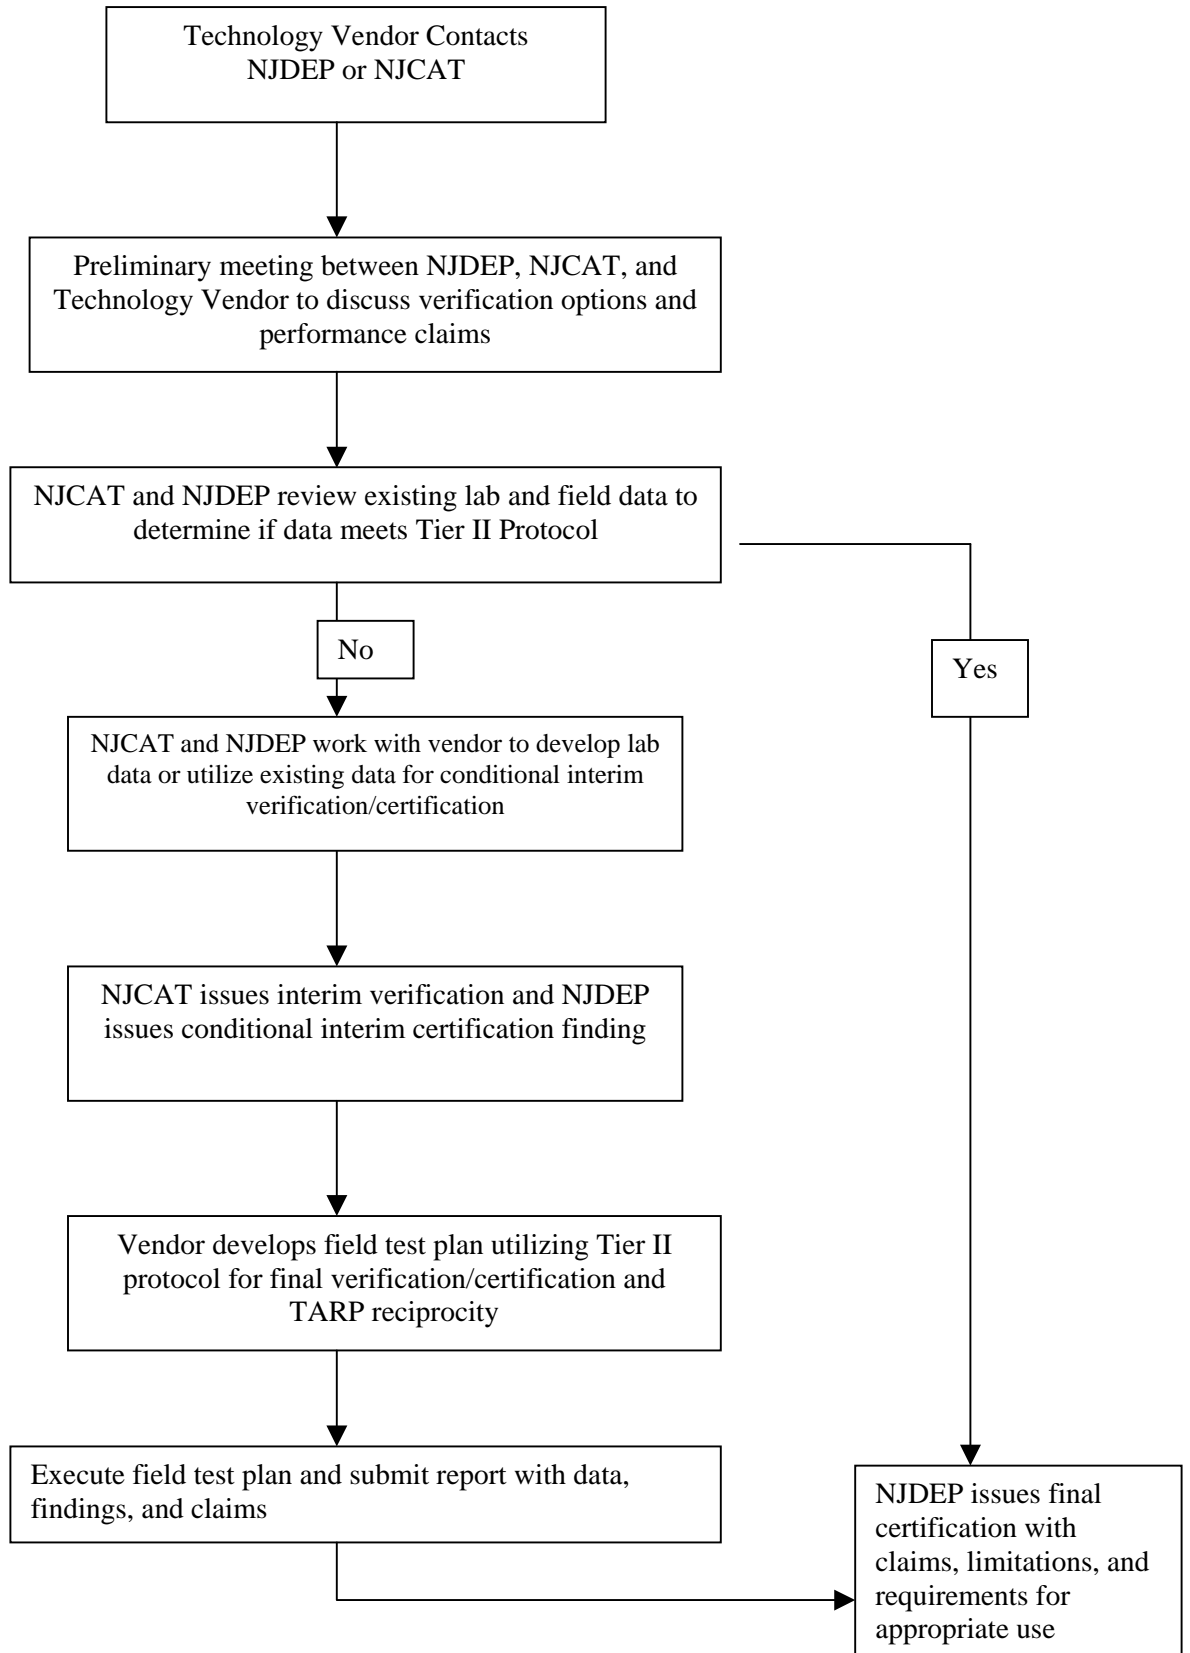 Technology Vendor Contacts
NJDEP or NJCAT
Preliminary meeting between NJDEP, NJCAT, and
Technology Vendor to discuss verification options and
performance claims
NJCAT and NJDEP review existing lab and field data to
determine if data meets Tier II Protocol
No
Yes
NJCAT and NJDEP work with vendor to develop lab
data or utilize existing data for conditional interim
verification/certification
NJCAT issues interim verification and NJDEP
issues conditional interim certification finding
Vendor develops field test plan utilizing Tier II
protocol for final verification/certification and
TARP reciprocity
Execute field test plan and submit report with data,
findings, and claims
NJDEP issues final
certification with
claims, limitations, and
requirements for
appropriate use